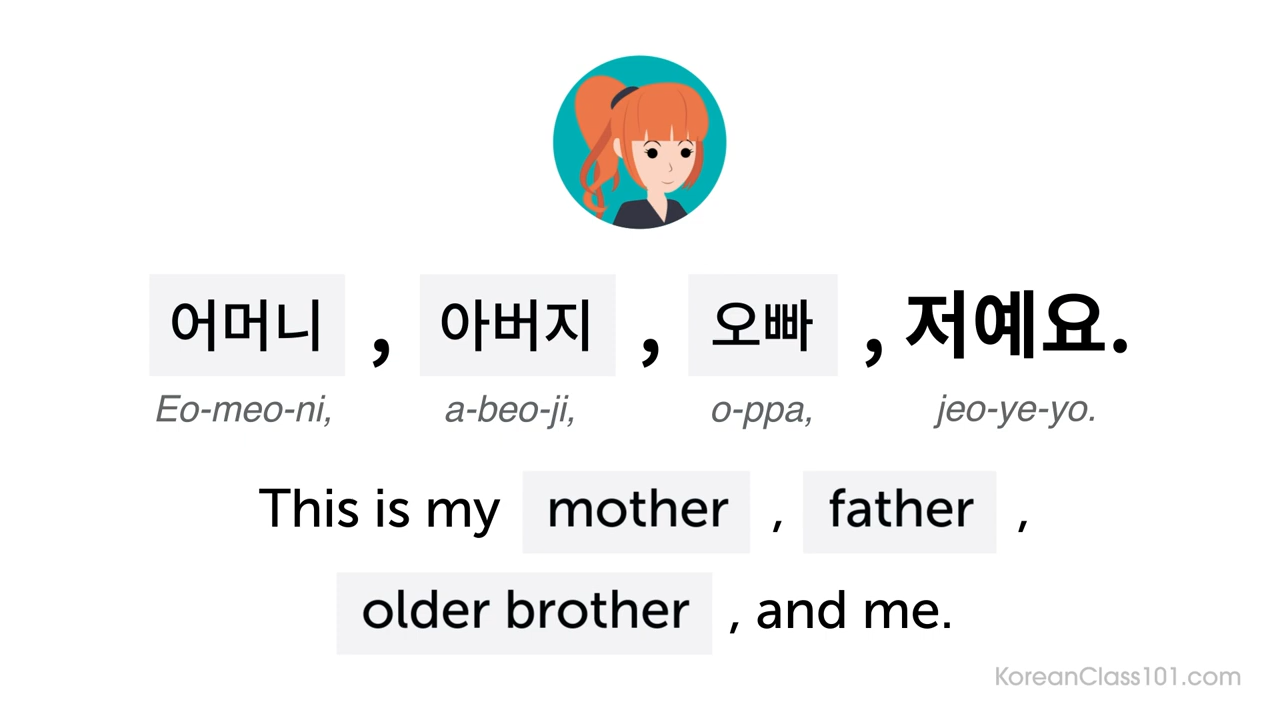 어머니 , 아버지 , 오빠 , 저예요.
Eo-meo-ni, a-beo-ji, o-ppa, jeo-ye-yo.
This is my mother , father ,
older brother , and me.
KoreanClass101.com